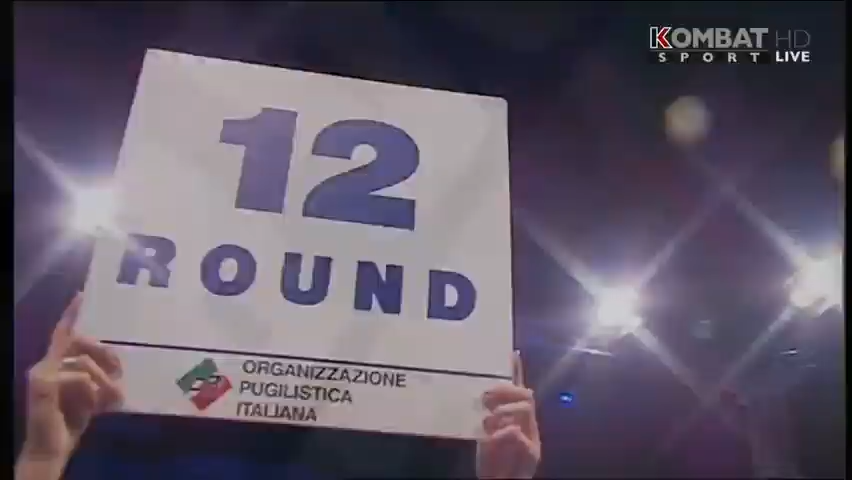 KOMBAT HD
SPORT LIVE
12
ROUND
ORGANIZZAZIONE
PUGILISTICA
ITALIANA